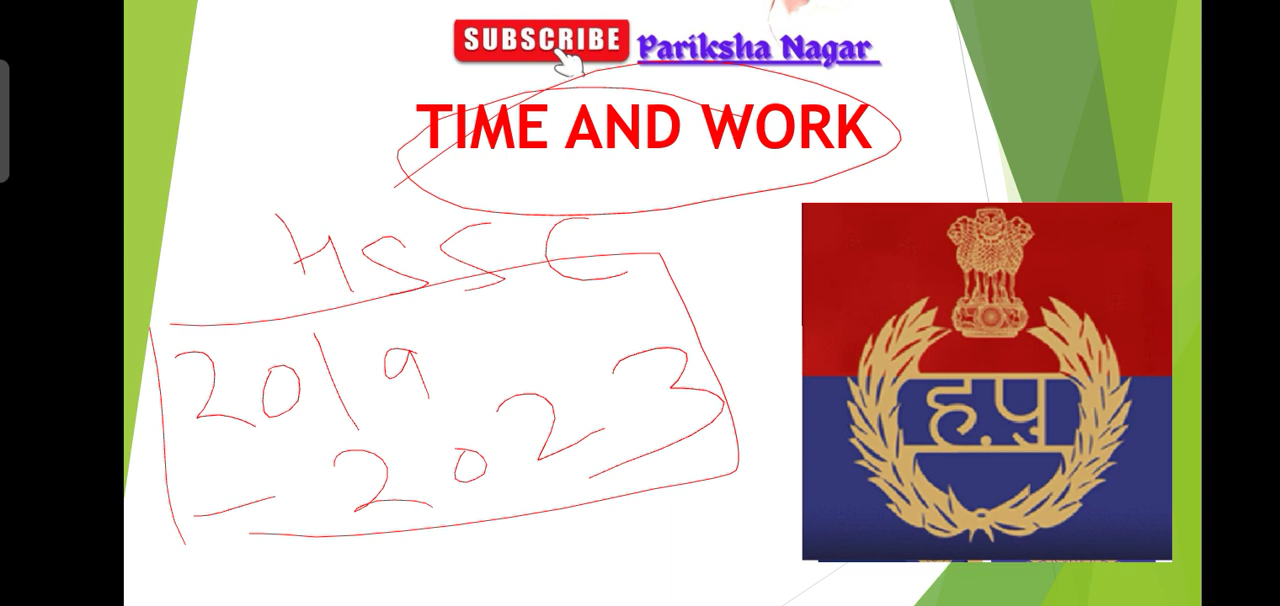 SUBSCRIBE Pariksha Nagar
TIME AND WORK
HSSC
2019
- 2023
ह.पु